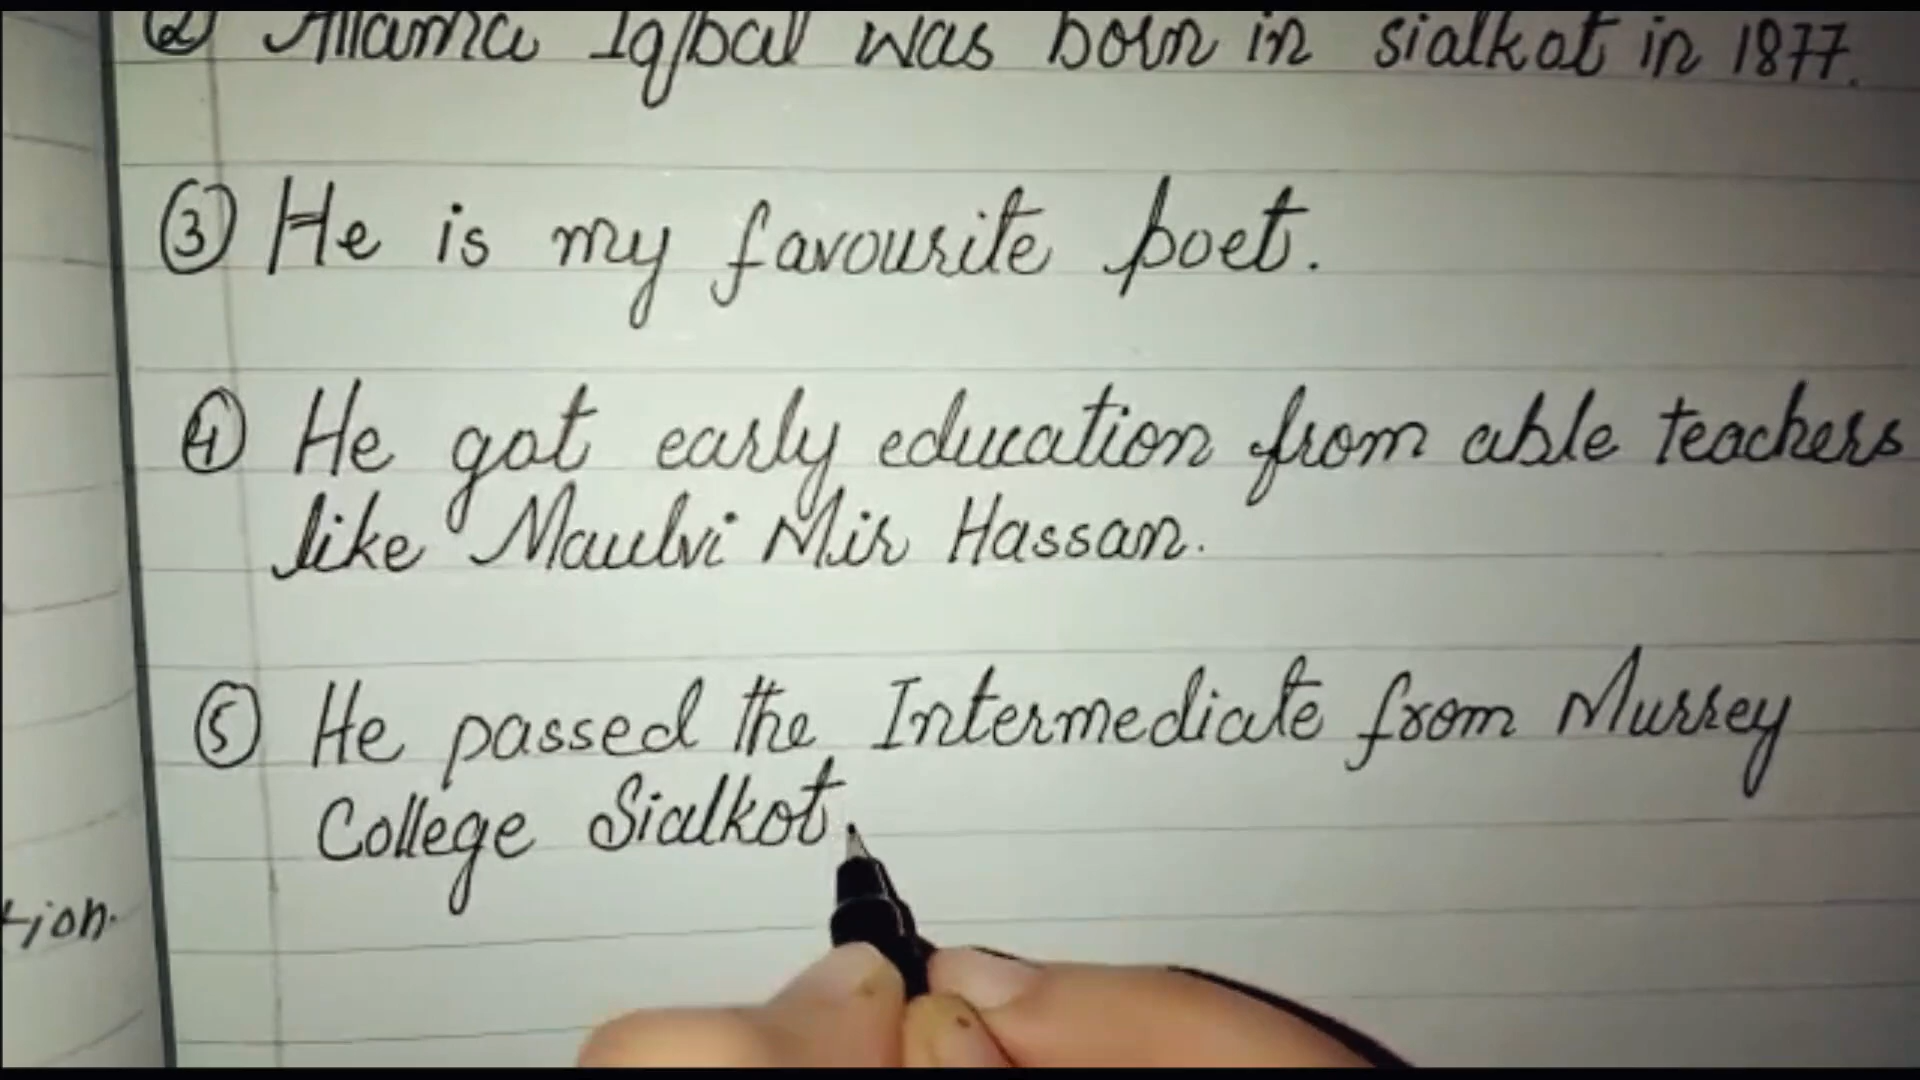 ② Allama Iqbal was born in sialkot in 1877.
③ He is my favourite poet.
④ He got early education from able teachers
like Maulvi Mir Hassan.
⑤ He passed the Intermediate from Murrey
College Sialkot.
tion.